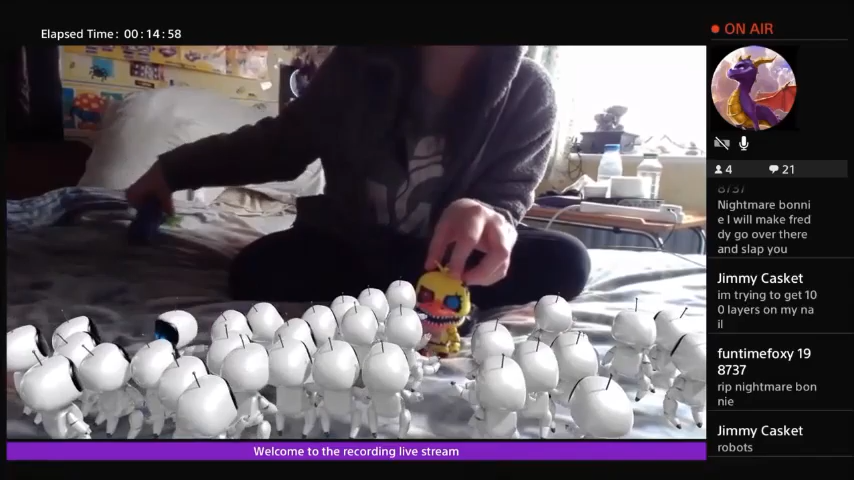 Elapsed Time: 00:14:58
ON AIR
4
21
8737
Nightmare bonni
e I will make fred
dy go over there
and slap you
Jimmy Casket
im trying to get 10
0 layers on my na
il
funtimefoxy 19
8737
rip nightmare bon
nie
Jimmy Casket
robots
Welcome to the recording live stream